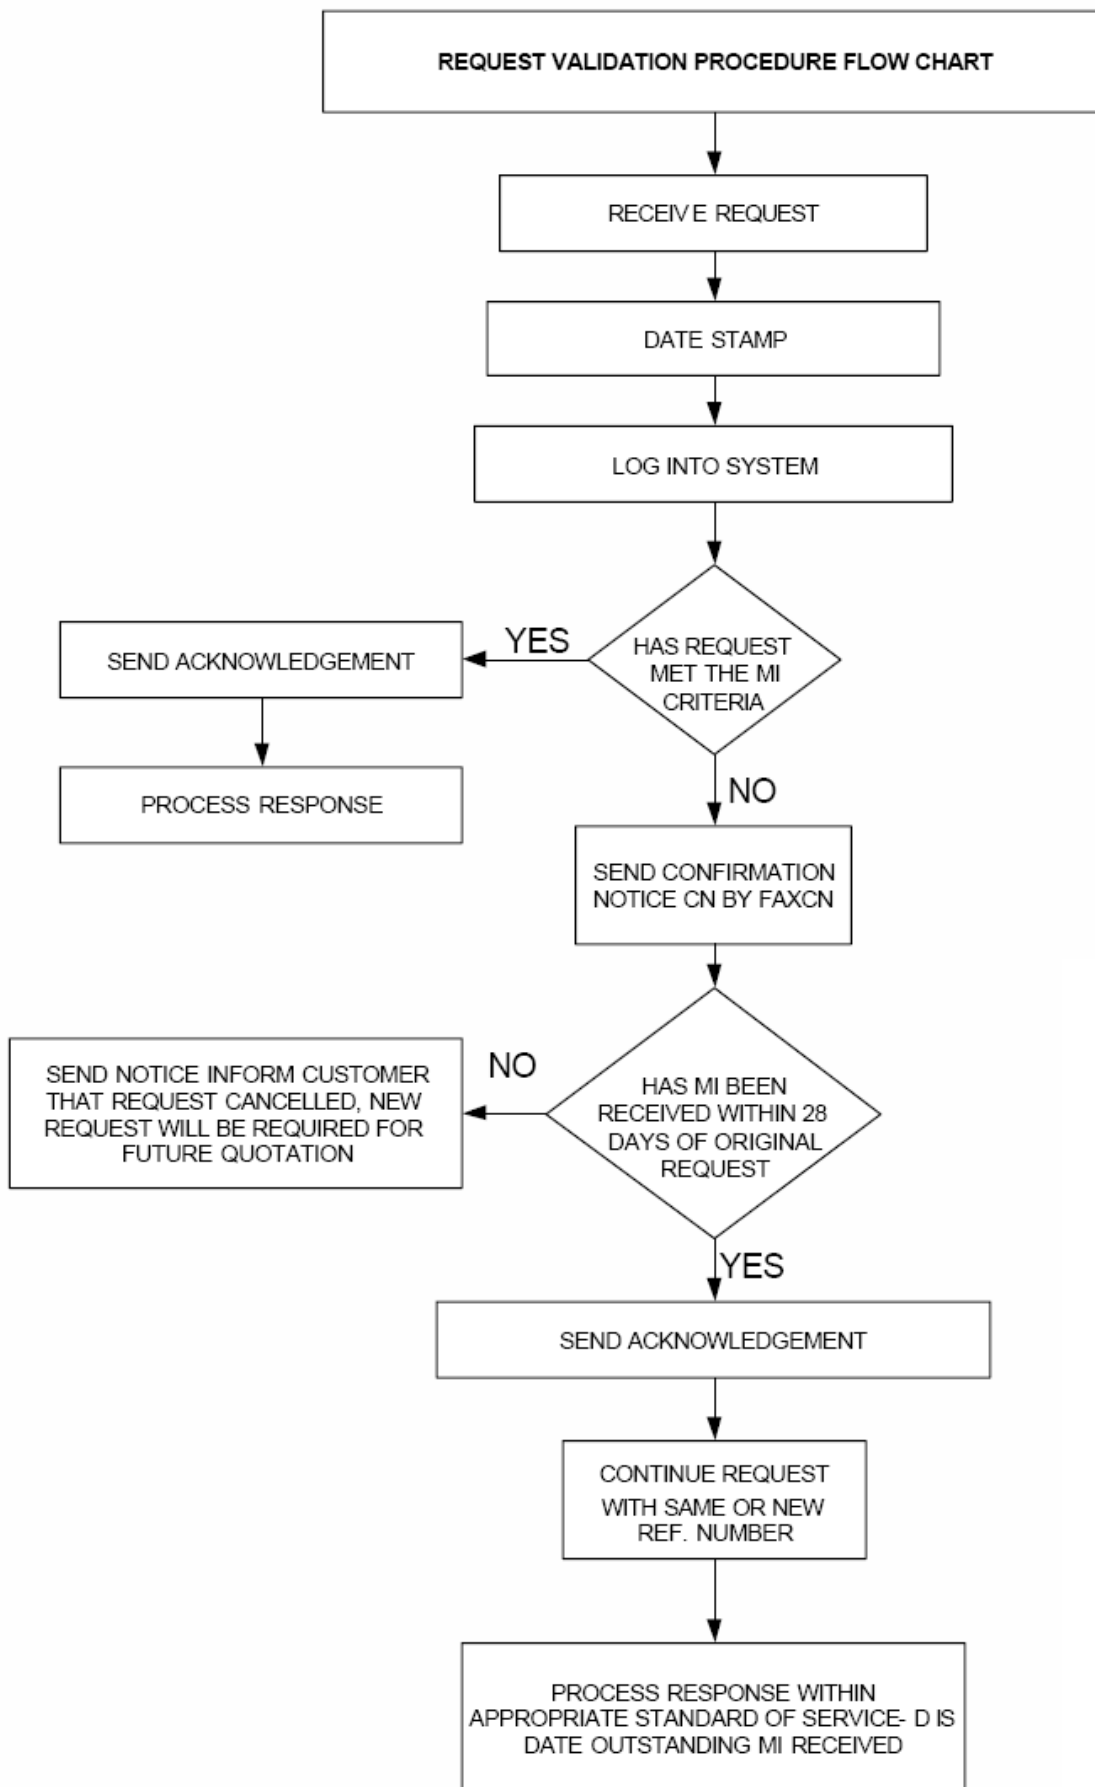 REQUEST VALIDATION PROCEDURE FLOW CHART
RECEIVE REQUEST
DATE STAMP
LOG INTO SYSTEM
HAS REQUEST
MET THE MI
CRITERIA
YES
SEND ACKNOWLEDGEMENT
PROCESS RESPONSE
NO
SEND CONFIRMATION
NOTICE CN BY FAXCN
HAS MI BEEN
RECEIVED WITHIN 28
DAYS OF ORIGINAL
REQUEST
NO
SEND NOTICE INFORM CUSTOMER
THAT REQUEST CANCELLED, NEW
REQUEST WILL BE REQUIRED FOR
FUTURE QUOTATION
YES
SEND ACKNOWLEDGEMENT
CONTINUE REQUEST
WITH SAME OR NEW
REF. NUMBER
PROCESS RESPONSE WITHIN
APPROPRIATE STANDARD OF SERVICE- D IS
DATE OUTSTANDING MI RECEIVED